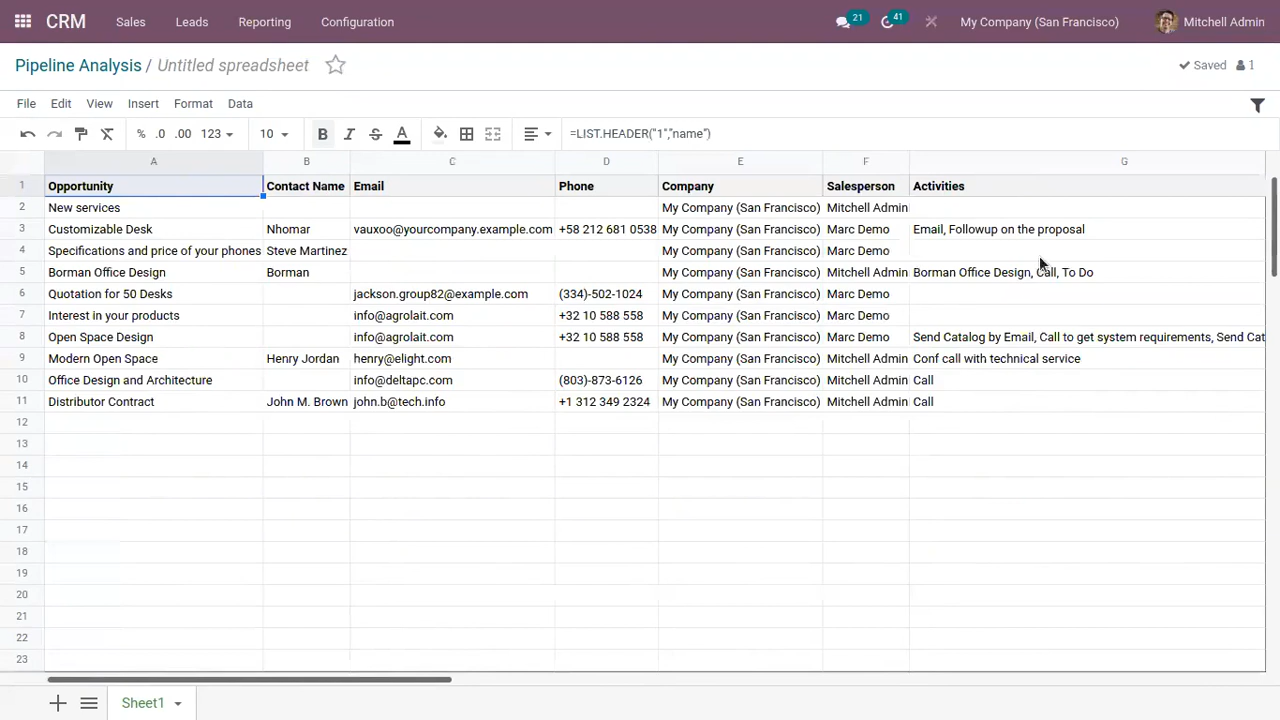 CRM Sales Leads Reporting Configuration 21 41 My Company (San Francisco) Mitchell Admin
Pipeline Analysis / Untitled spreadsheet Saved 1
File Edit View Insert Format Data
% .0 .00 123 10 B I S A =LIST.HEADER("1","name")
A B C D E F G
1 Opportunity Contact Name Email Phone Company Salesperson Activities
2 New services My Company (San Francisco) Mitchell Admin
3 Customizable Desk Nhomar vauxoo@yourcompany.example.com +58 212 681 0538 My Company (San Francisco) Marc Demo Email, Followup on the proposal
4 Specifications and price of your phones Steve Martinez My Company (San Francisco) Marc Demo
5 Borman Office Design Borman My Company (San Francisco) Mitchell Admin Borman Office Design, Call, To Do
6 Quotation for 50 Desks jackson.group82@example.com (334)-502-1024 My Company (San Francisco) Marc Demo
7 Interest in your products info@agrolait.com +32 10 588 558 My Company (San Francisco) Marc Demo
8 Open Space Design info@agrolait.com +32 10 588 558 My Company (San Francisco) Marc Demo Send Catalog by Email, Call to get system requirements, Send Cat
9 Modern Open Space Henry Jordan henry@elight.com My Company (San Francisco) Mitchell Admin Conf call with technical service
10 Office Design and Architecture info@deltapc.com (803)-873-6126 My Company (San Francisco) Mitchell Admin Call
11 Distributor Contract John M. Brown john.b@tech.info +1 312 349 2324 My Company (San Francisco) Mitchell Admin Call
12
13
14
15
16
17
18
19
20
21
22
23
Sheet1